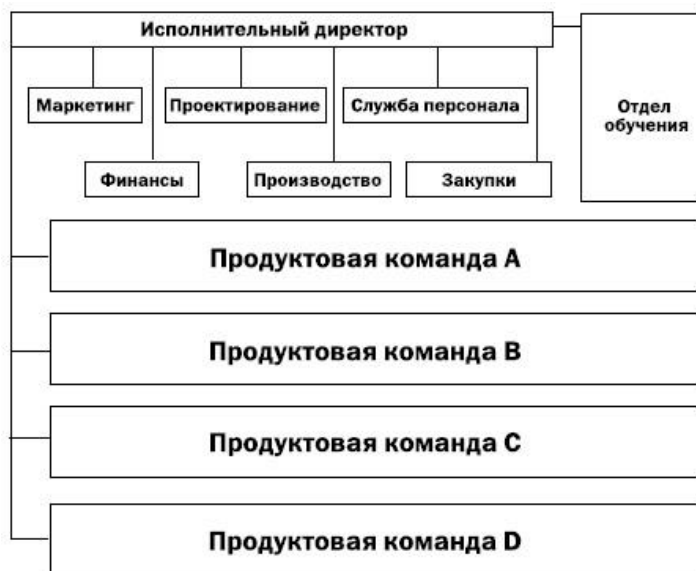 Исполнительный директор
Отдел
обучения
Маркетинг
Проектирование
Служба персонала
Финансы
Производство
Закупки
Продуктовая команда A
Продуктовая команда B
Продуктовая команда C
Продуктовая команда D